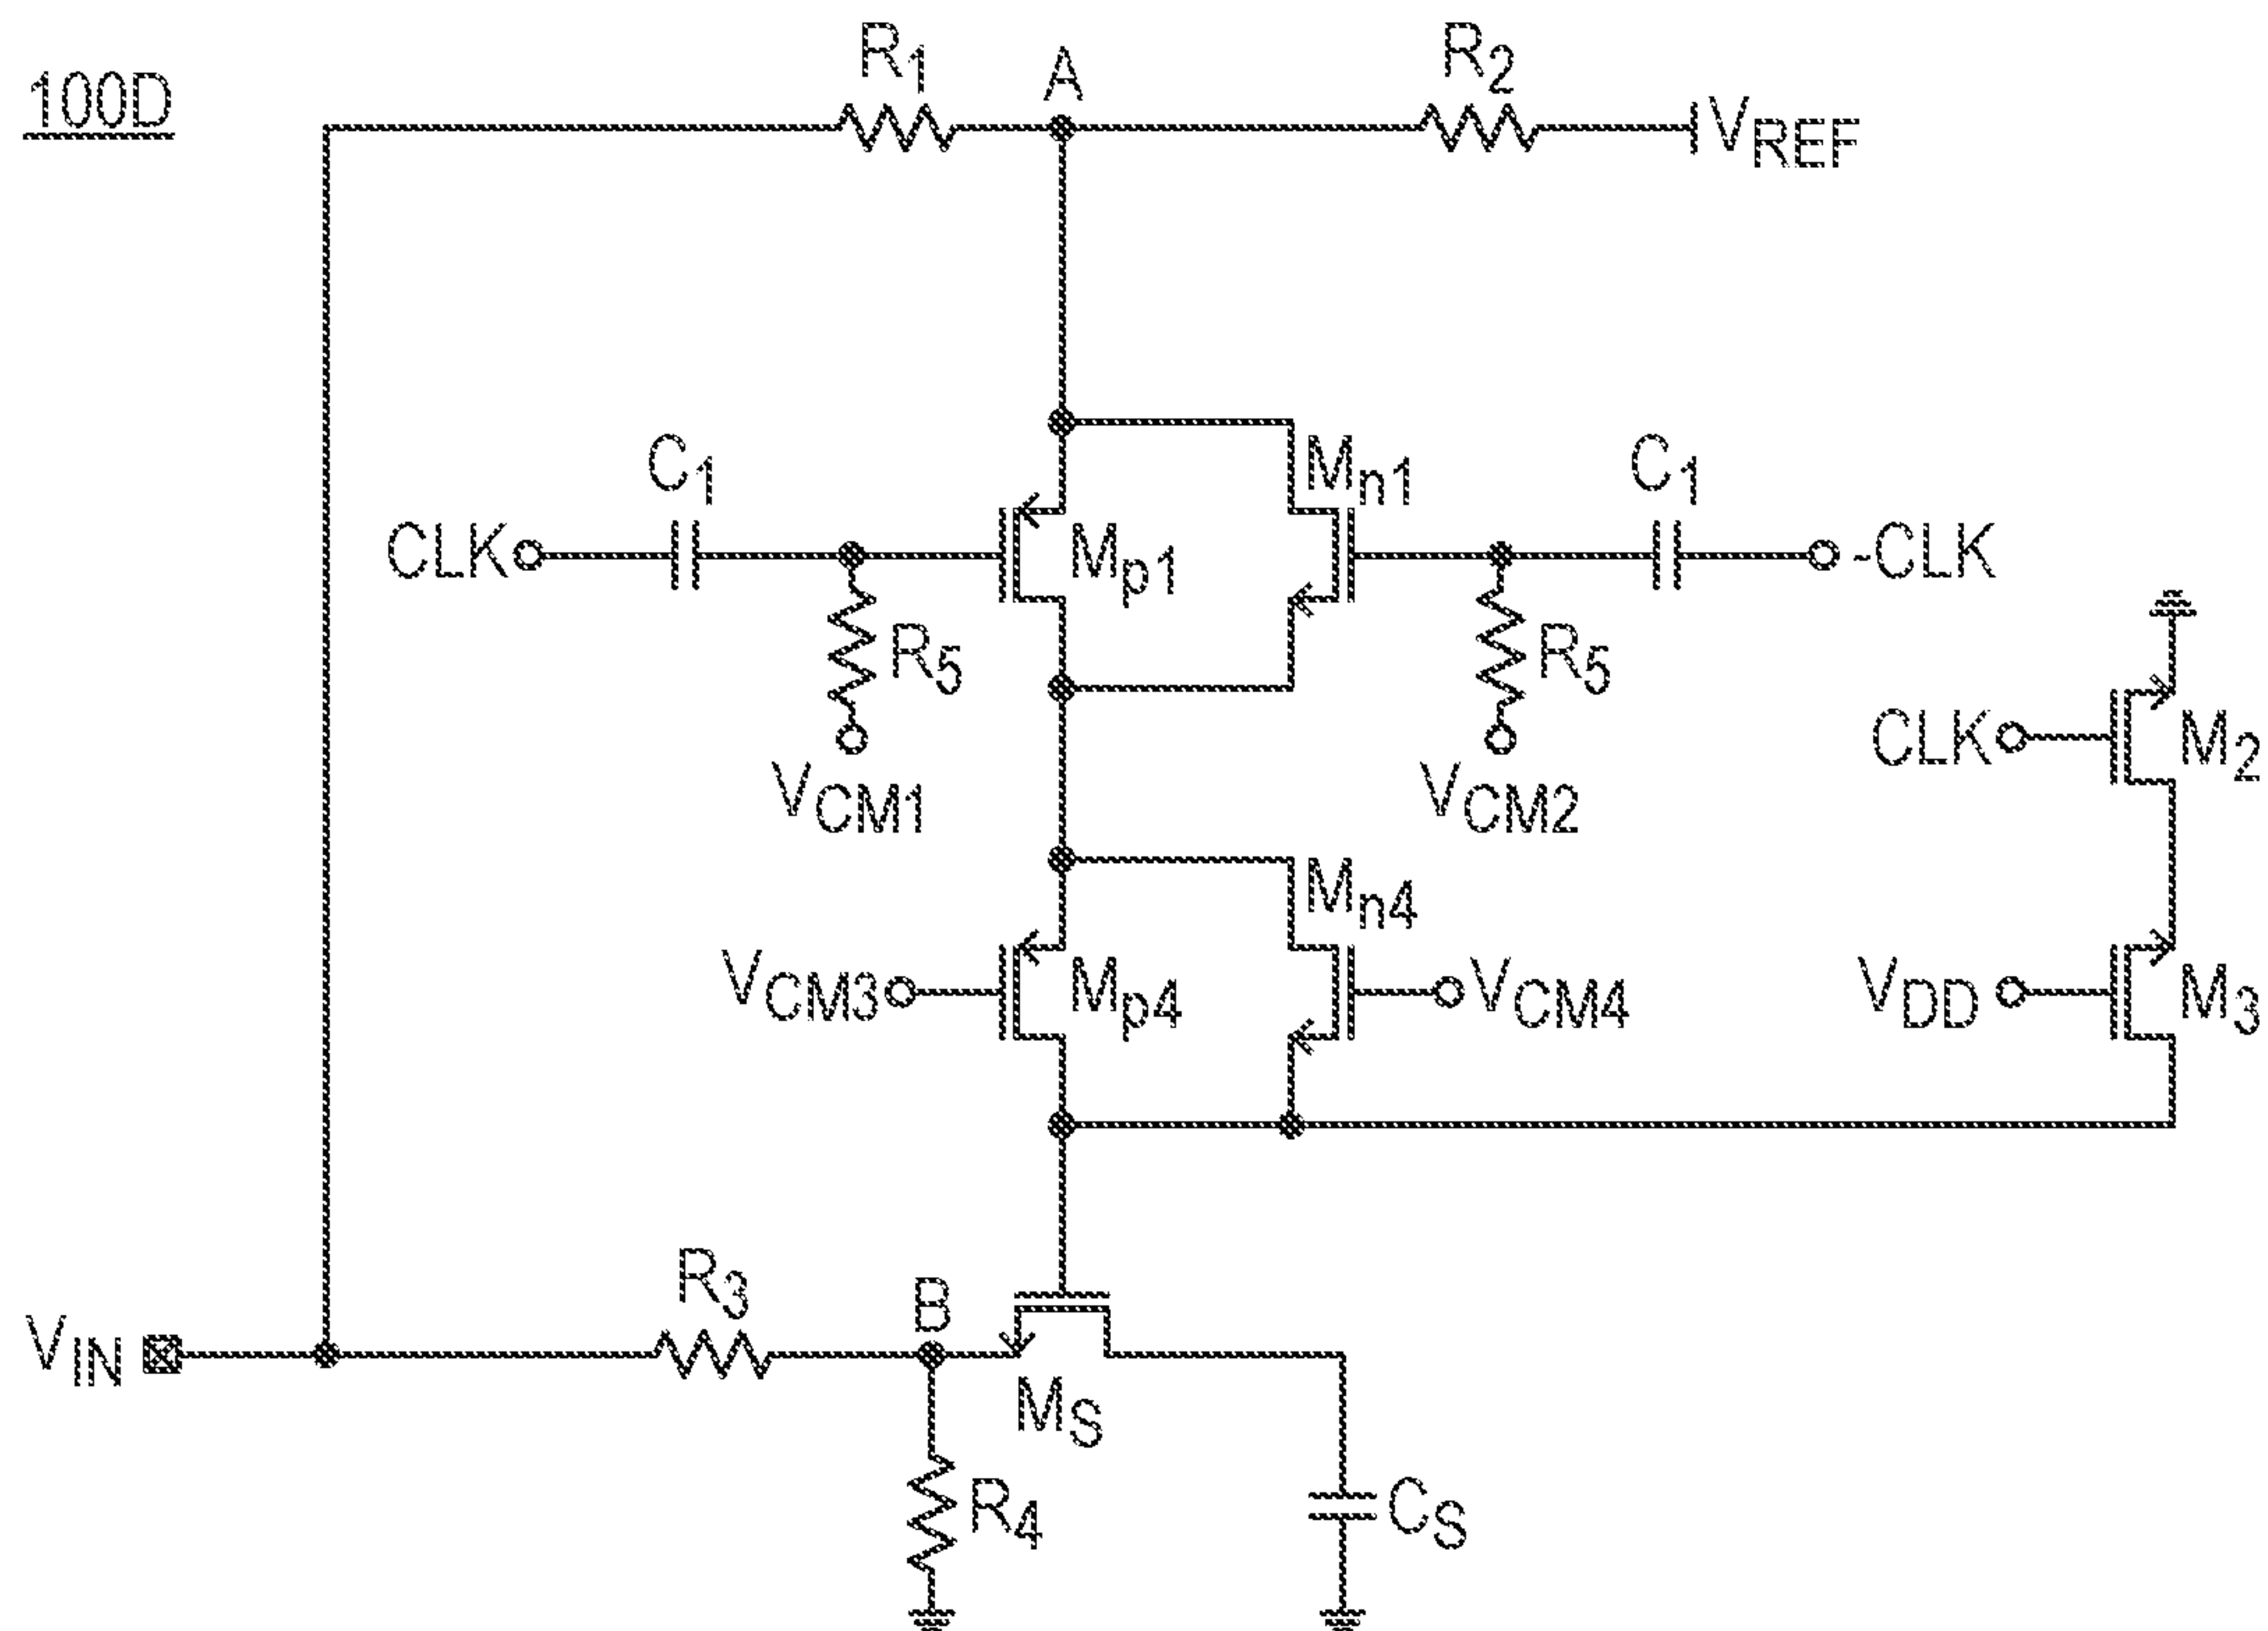 100D
R1 A R2
VREF
C1 Mn1 C1
CLK Mp1 -CLK
R5 R5
CLK M2
VCM1 VCM2
Mn4
VCM3 Mp4 VCM4 VDD M3
R3 B
VIN
MS
R4 CS